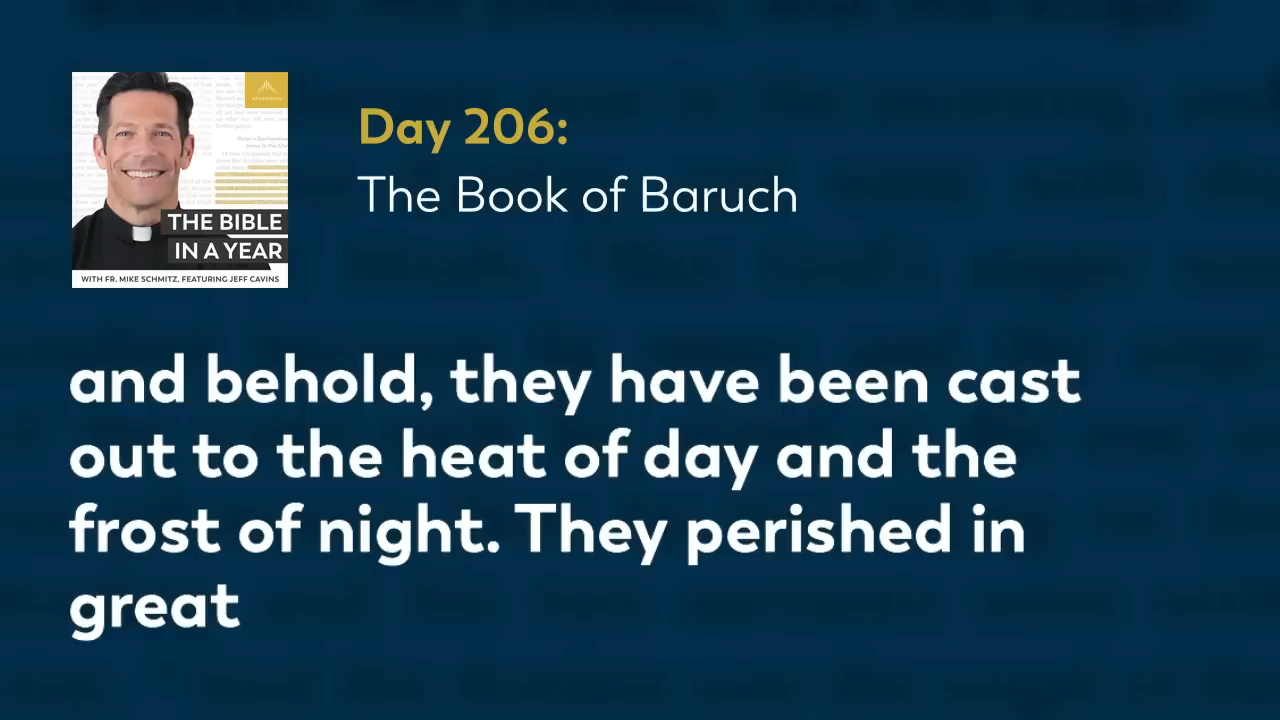 Day 206:
The Book of Baruch
ASCENSION
THE BIBLE
IN A YEAR
WITH FR. MIKE SCHMITZ, FEATURING JEFF CAVINS
and behold, they have been cast
out to the heat of day and the
frost of night. They perished in
great